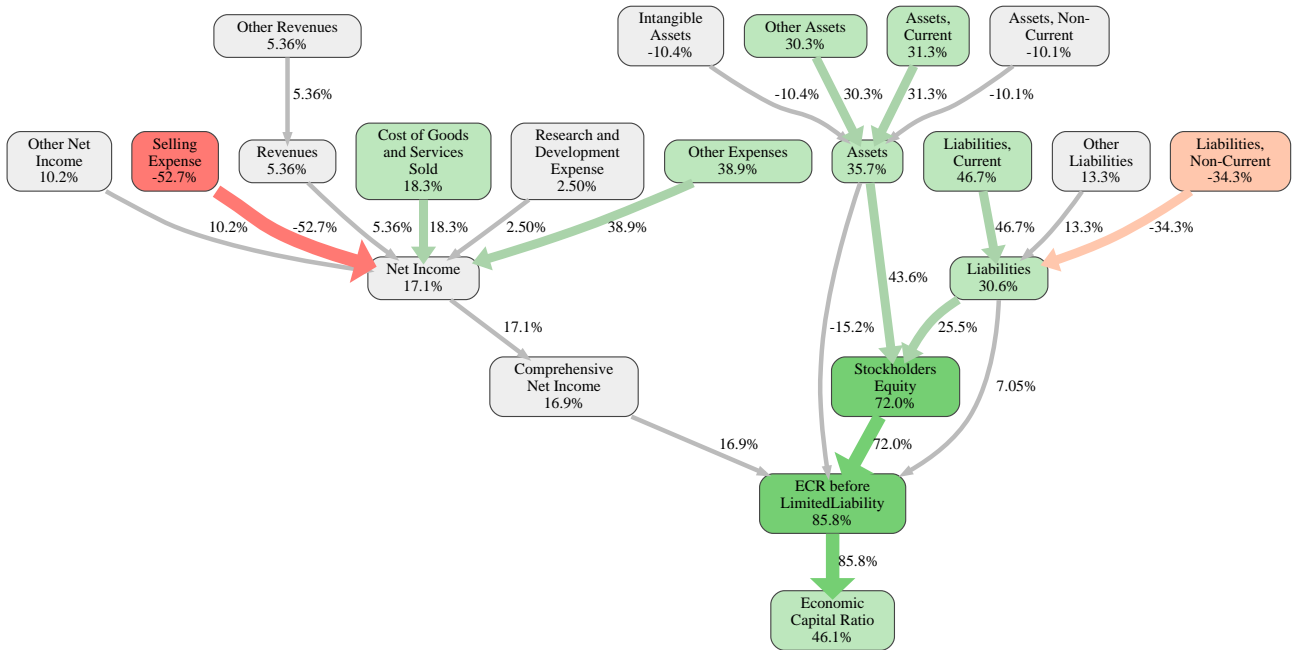 Other Revenues
5.36%
Intangible
Assets
-10.4%
Other Assets
30.3%
Assets,
Current
31.3%
Assets, Non-
Current
-10.1%
5.36%
-10.4%
30.3%
31.3%
-10.1%
Other Net
Income
10.2%
Selling
Expense
-52.7%
Revenues
5.36%
Cost of Goods
and Services
Sold
18.3%
Research and
Development
Expense
2.50%
Other Expenses
38.9%
Assets
35.7%
Liabilities,
Current
46.7%
Other
Liabilities
13.3%
Liabilities,
Non-Current
-34.3%
10.2%
-52.7%
5.36%
18.3%
2.50%
38.9%
46.7%
13.3%
-34.3%
Net Income
17.1%
43.6%
Liabilities
30.6%
17.1%
-15.2%
25.5%
Comprehensive
Net Income
16.9%
Stockholders
Equity
72.0%
7.05%
16.9%
72.0%
ECR before
LimitedLiability
85.8%
85.8%
Economic
Capital Ratio
46.1%